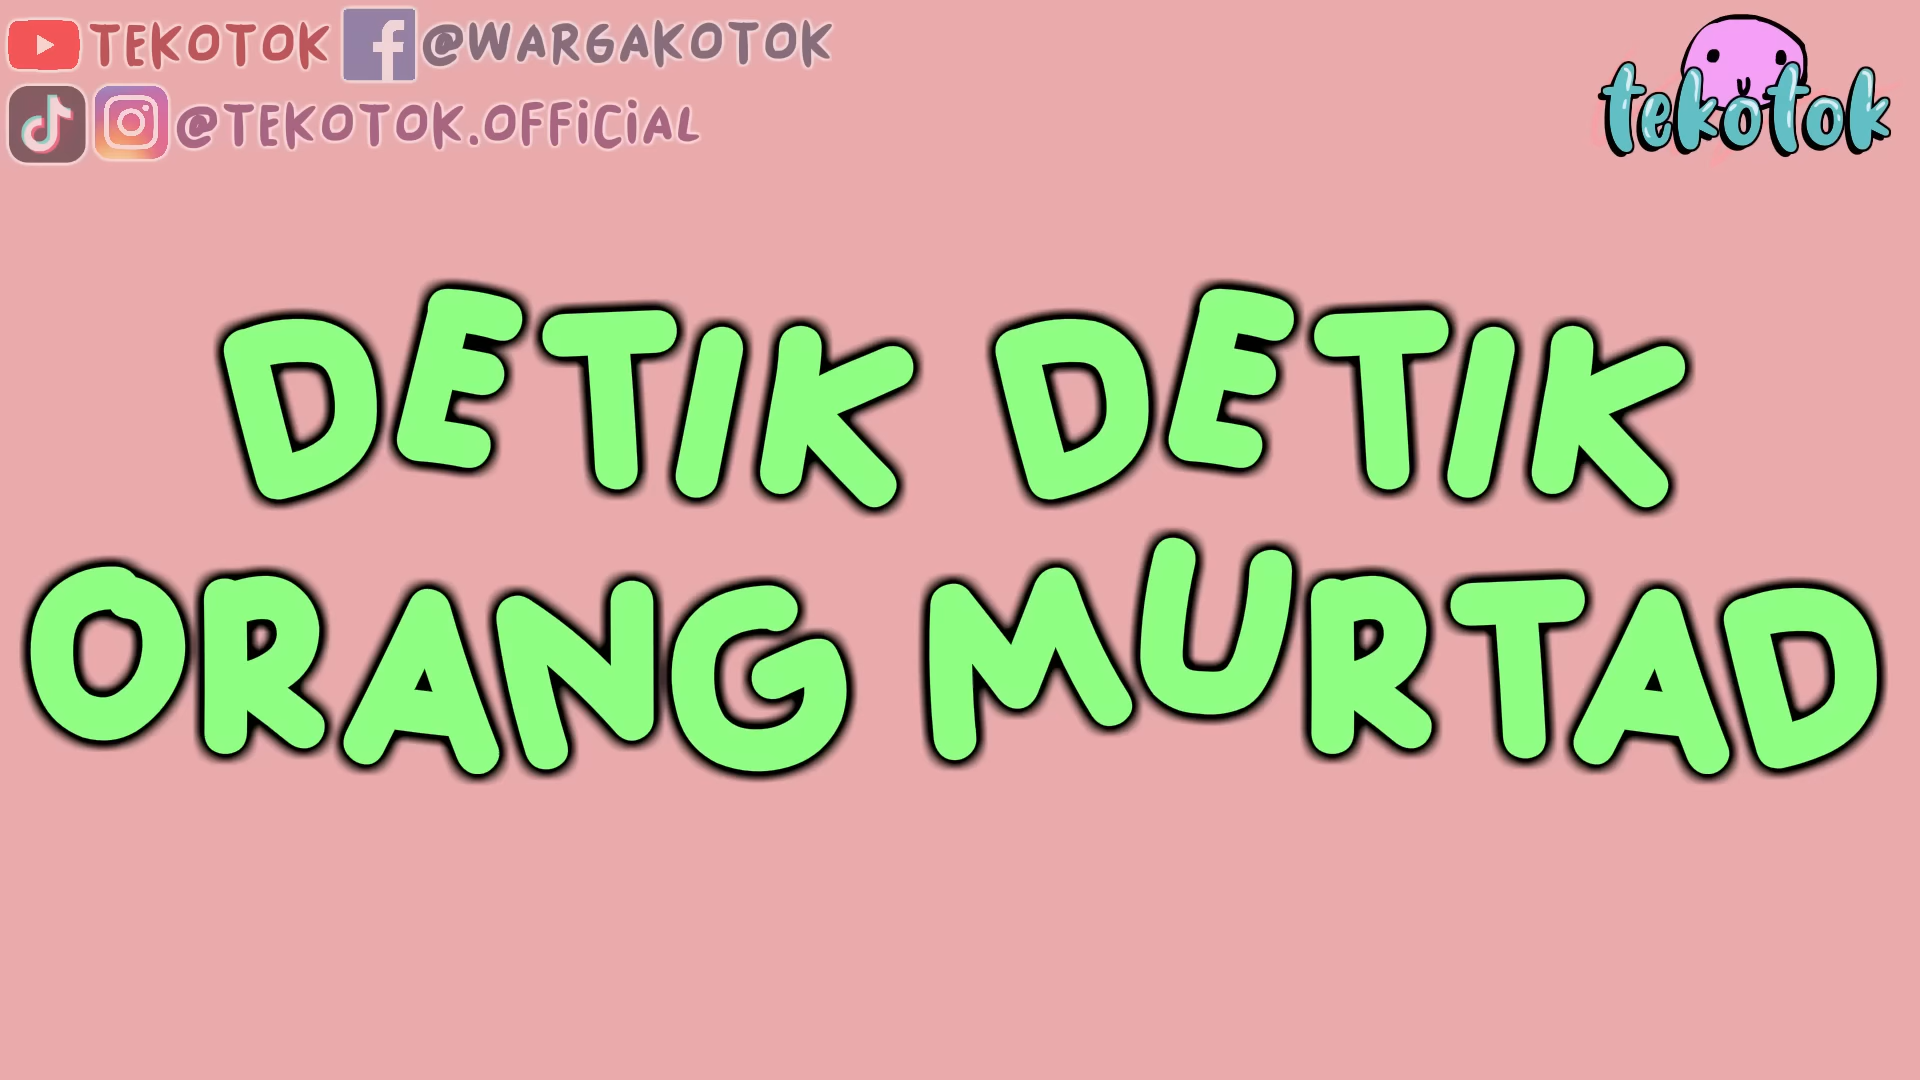 TEKOTOK @WARGAKOTOK
@TEKOTOK.OFFiCiAL
tekotok
DETIK DETIK
ORANG MURTAD